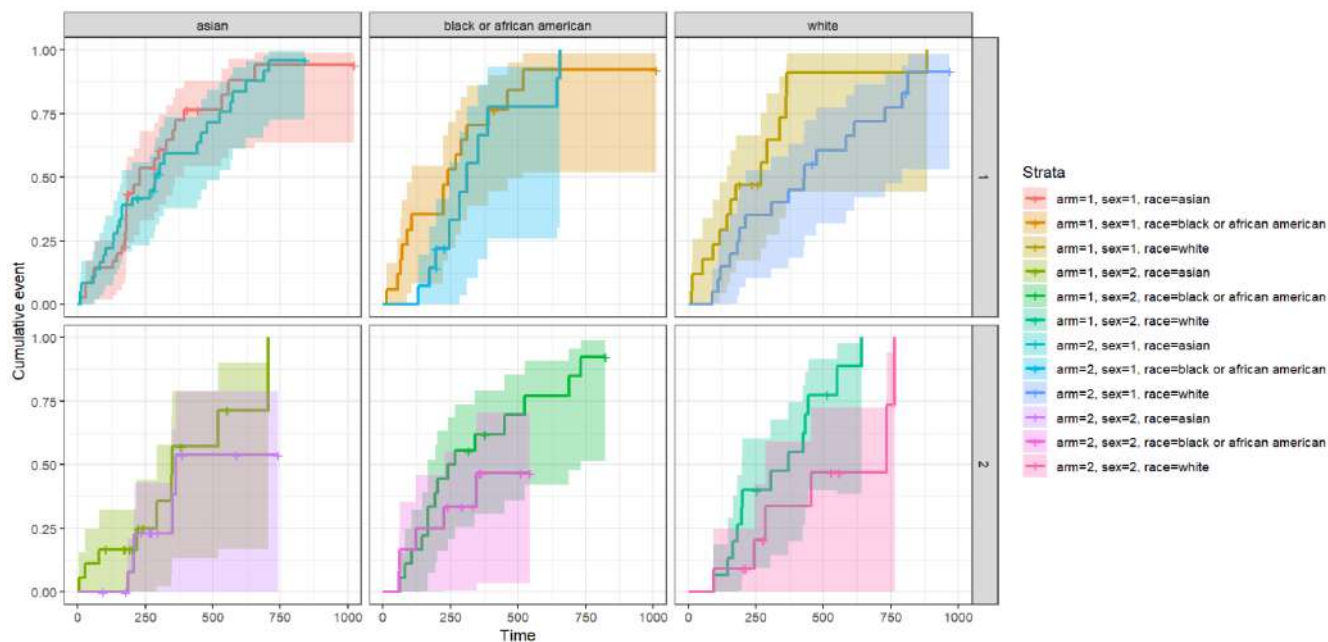 asian
black or african american
white
1.00
0.75
0.50
0.25
0.00
1
1.00
0.75
0.50
0.25
0.00
2
0
250
500
750
1000
0
250
500
750
1000
0
250
500
750
1000
Cumulative event
Time
Strata
arm=1, sex=1, race=asian
arm=1, sex=1, race=black or african american
arm=1, sex=1, race=white
arm=1, sex=2, race=asian
arm=1, sex=2, race=black or african american
arm=1, sex=2, race=white
arm=2, sex=1, race=asian
arm=2, sex=1, race=black or african american
arm=2, sex=1, race=white
arm=2, sex=2, race=asian
arm=2, sex=2, race=black or african american
arm=2, sex=2, race=white